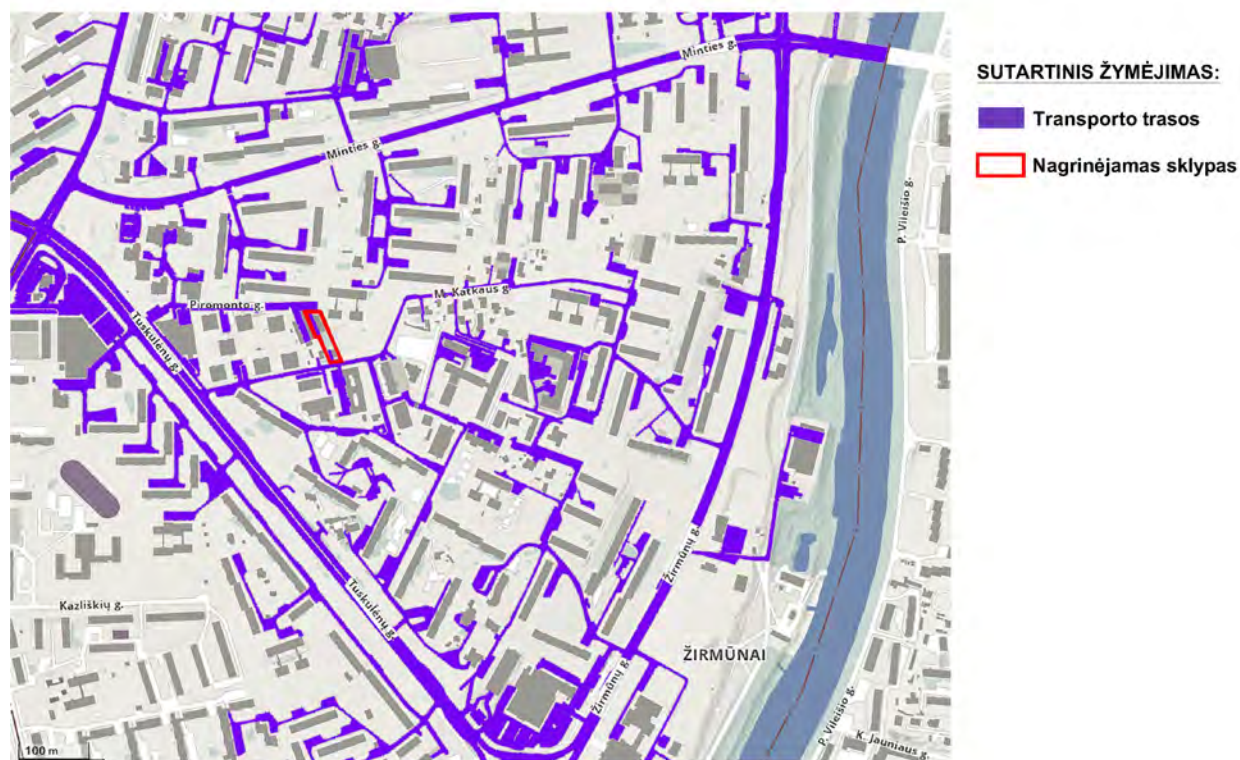 Minties g.
SUTARTINIS ŽYMĖJIMAS:
Transporto trasos
Minties g.
Nagrinėjamas sklypas
P. Vileišio g.
M. Katkaus g.
Piromonto g.
Tuskulėnų g.
Žirmūnų g.
Tuskulėnų g.
Kazliškių g.
ŽIRMŪNAI
Žirmūnų g.
P. Vileišio g.
K. Jauniaus g.
100 m